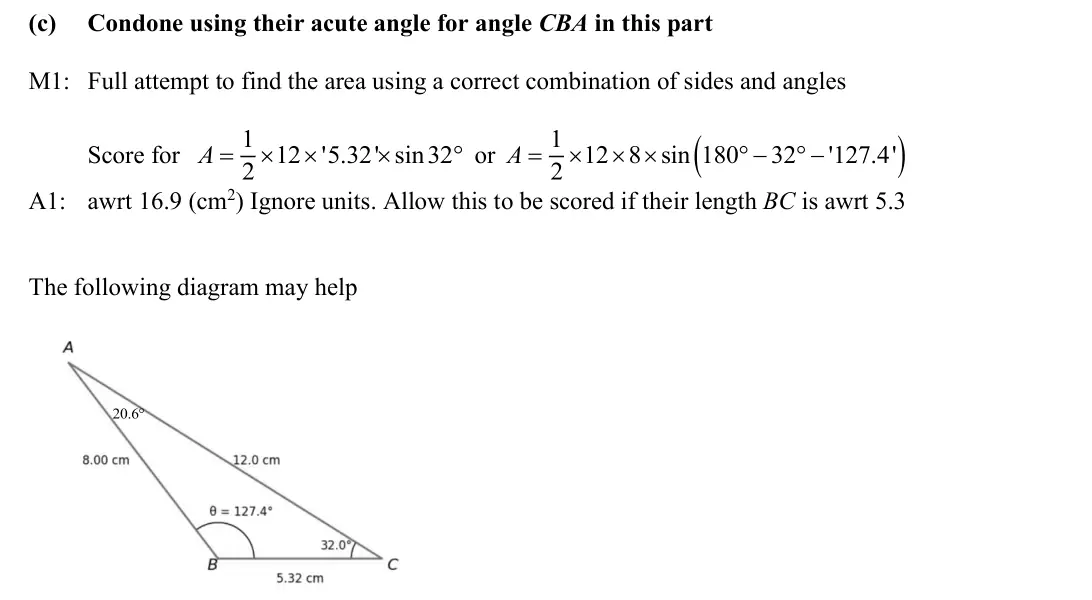 (c) Condone using their acute angle for angle CBA in this part
M1: Full attempt to find the area using a correct combination of sides and angles
Score for A = 1/2 × 12 × '5.32' × sin 32° or A = 1/2 × 12 × 8 × sin(180° – 32° – '127.4')
A1: awrt 16.9 (cm²) Ignore units. Allow this to be scored if their length BC is awrt 5.3
The following diagram may help
A
20.6°
8.00 cm
12.0 cm
θ = 127.4°
32.0°
B
C
5.32 cm